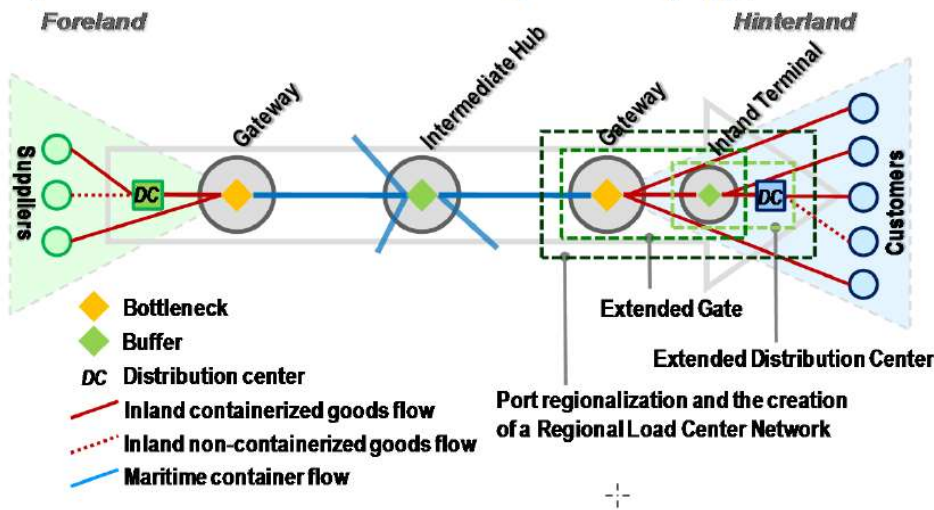 Foreland
Hinterland
Gateway
Intermediate Hub
Gateway
Inland Terminal
Suppliers
DC
DC
Customers
Extended Gate
Extended Distribution Center
Port regionalization and the creation
of a Regional Load Center Network
Bottleneck
Buffer
DC Distribution center
Inland containerized goods flow
Inland non-containerized goods flow
Maritime container flow